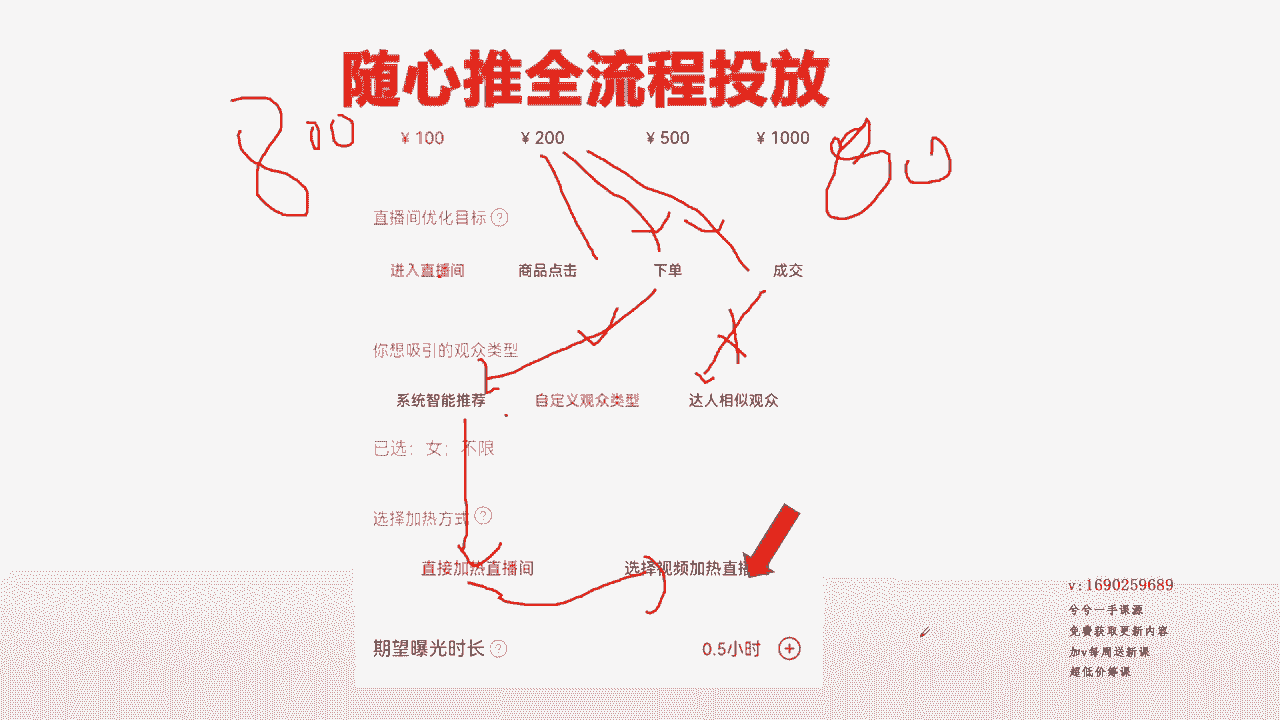 随心推全流程投放
800
¥ 100 ¥ 200 ¥ 500 ¥ 1000
直播间优化目标 ?
进入直播间 商品点击 下单 成交
你想吸引的观众类型
系统智能推荐 自定义观众类型 达人相似观众
已选：女；不限
选择加热方式 ?
直接加热直播间 选择视频加热直播
期望曝光时长 ? 0.5小时 +
v:1690259689
兮兮一手课源
免费获取更新内容
加v每周送新课
超低价筹课